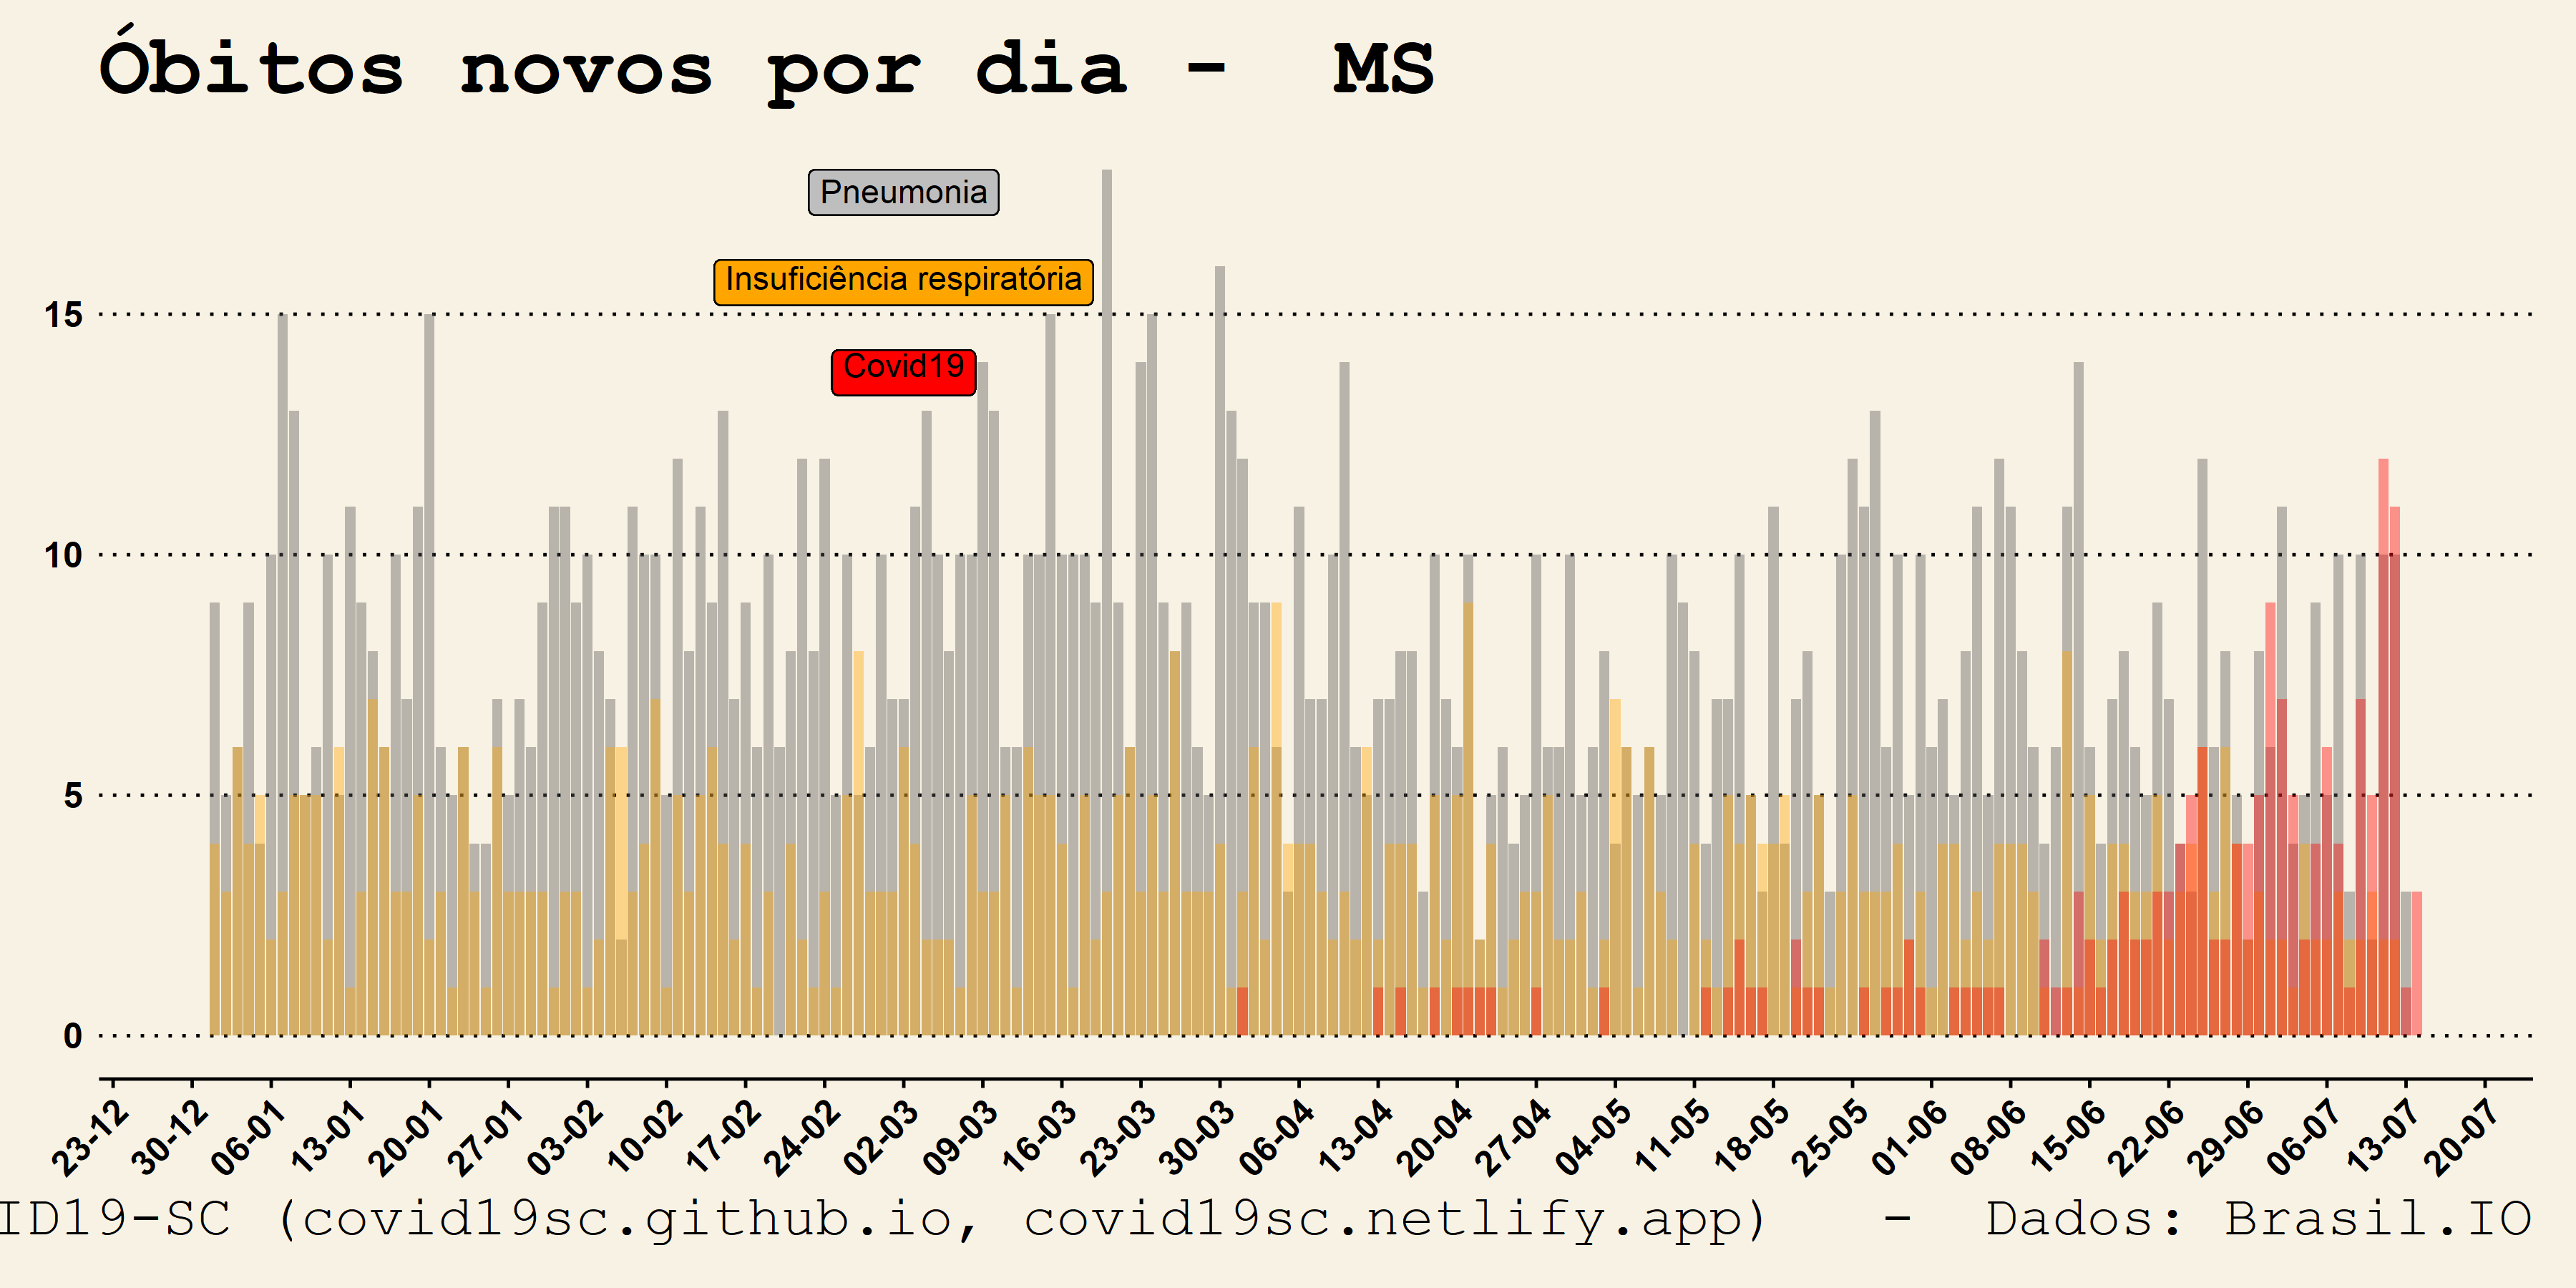 Óbitos novos por dia - MS
Pneumonia
Insuficiência respiratória
Covid19
15
10
5
0
23-12 30-12 06-01 13-01 20-01 27-01 03-02 10-02 17-02 24-02 02-03 09-03 16-03 23-03 30-03 06-04 13-04 20-04 27-04 04-05 11-05 18-05 25-05 01-06 08-06 15-06 22-06 29-06 06-07 13-07 20-07
ID19-SC (covid19sc.github.io, covid19sc.netlify.app) - Dados: Brasil.IO